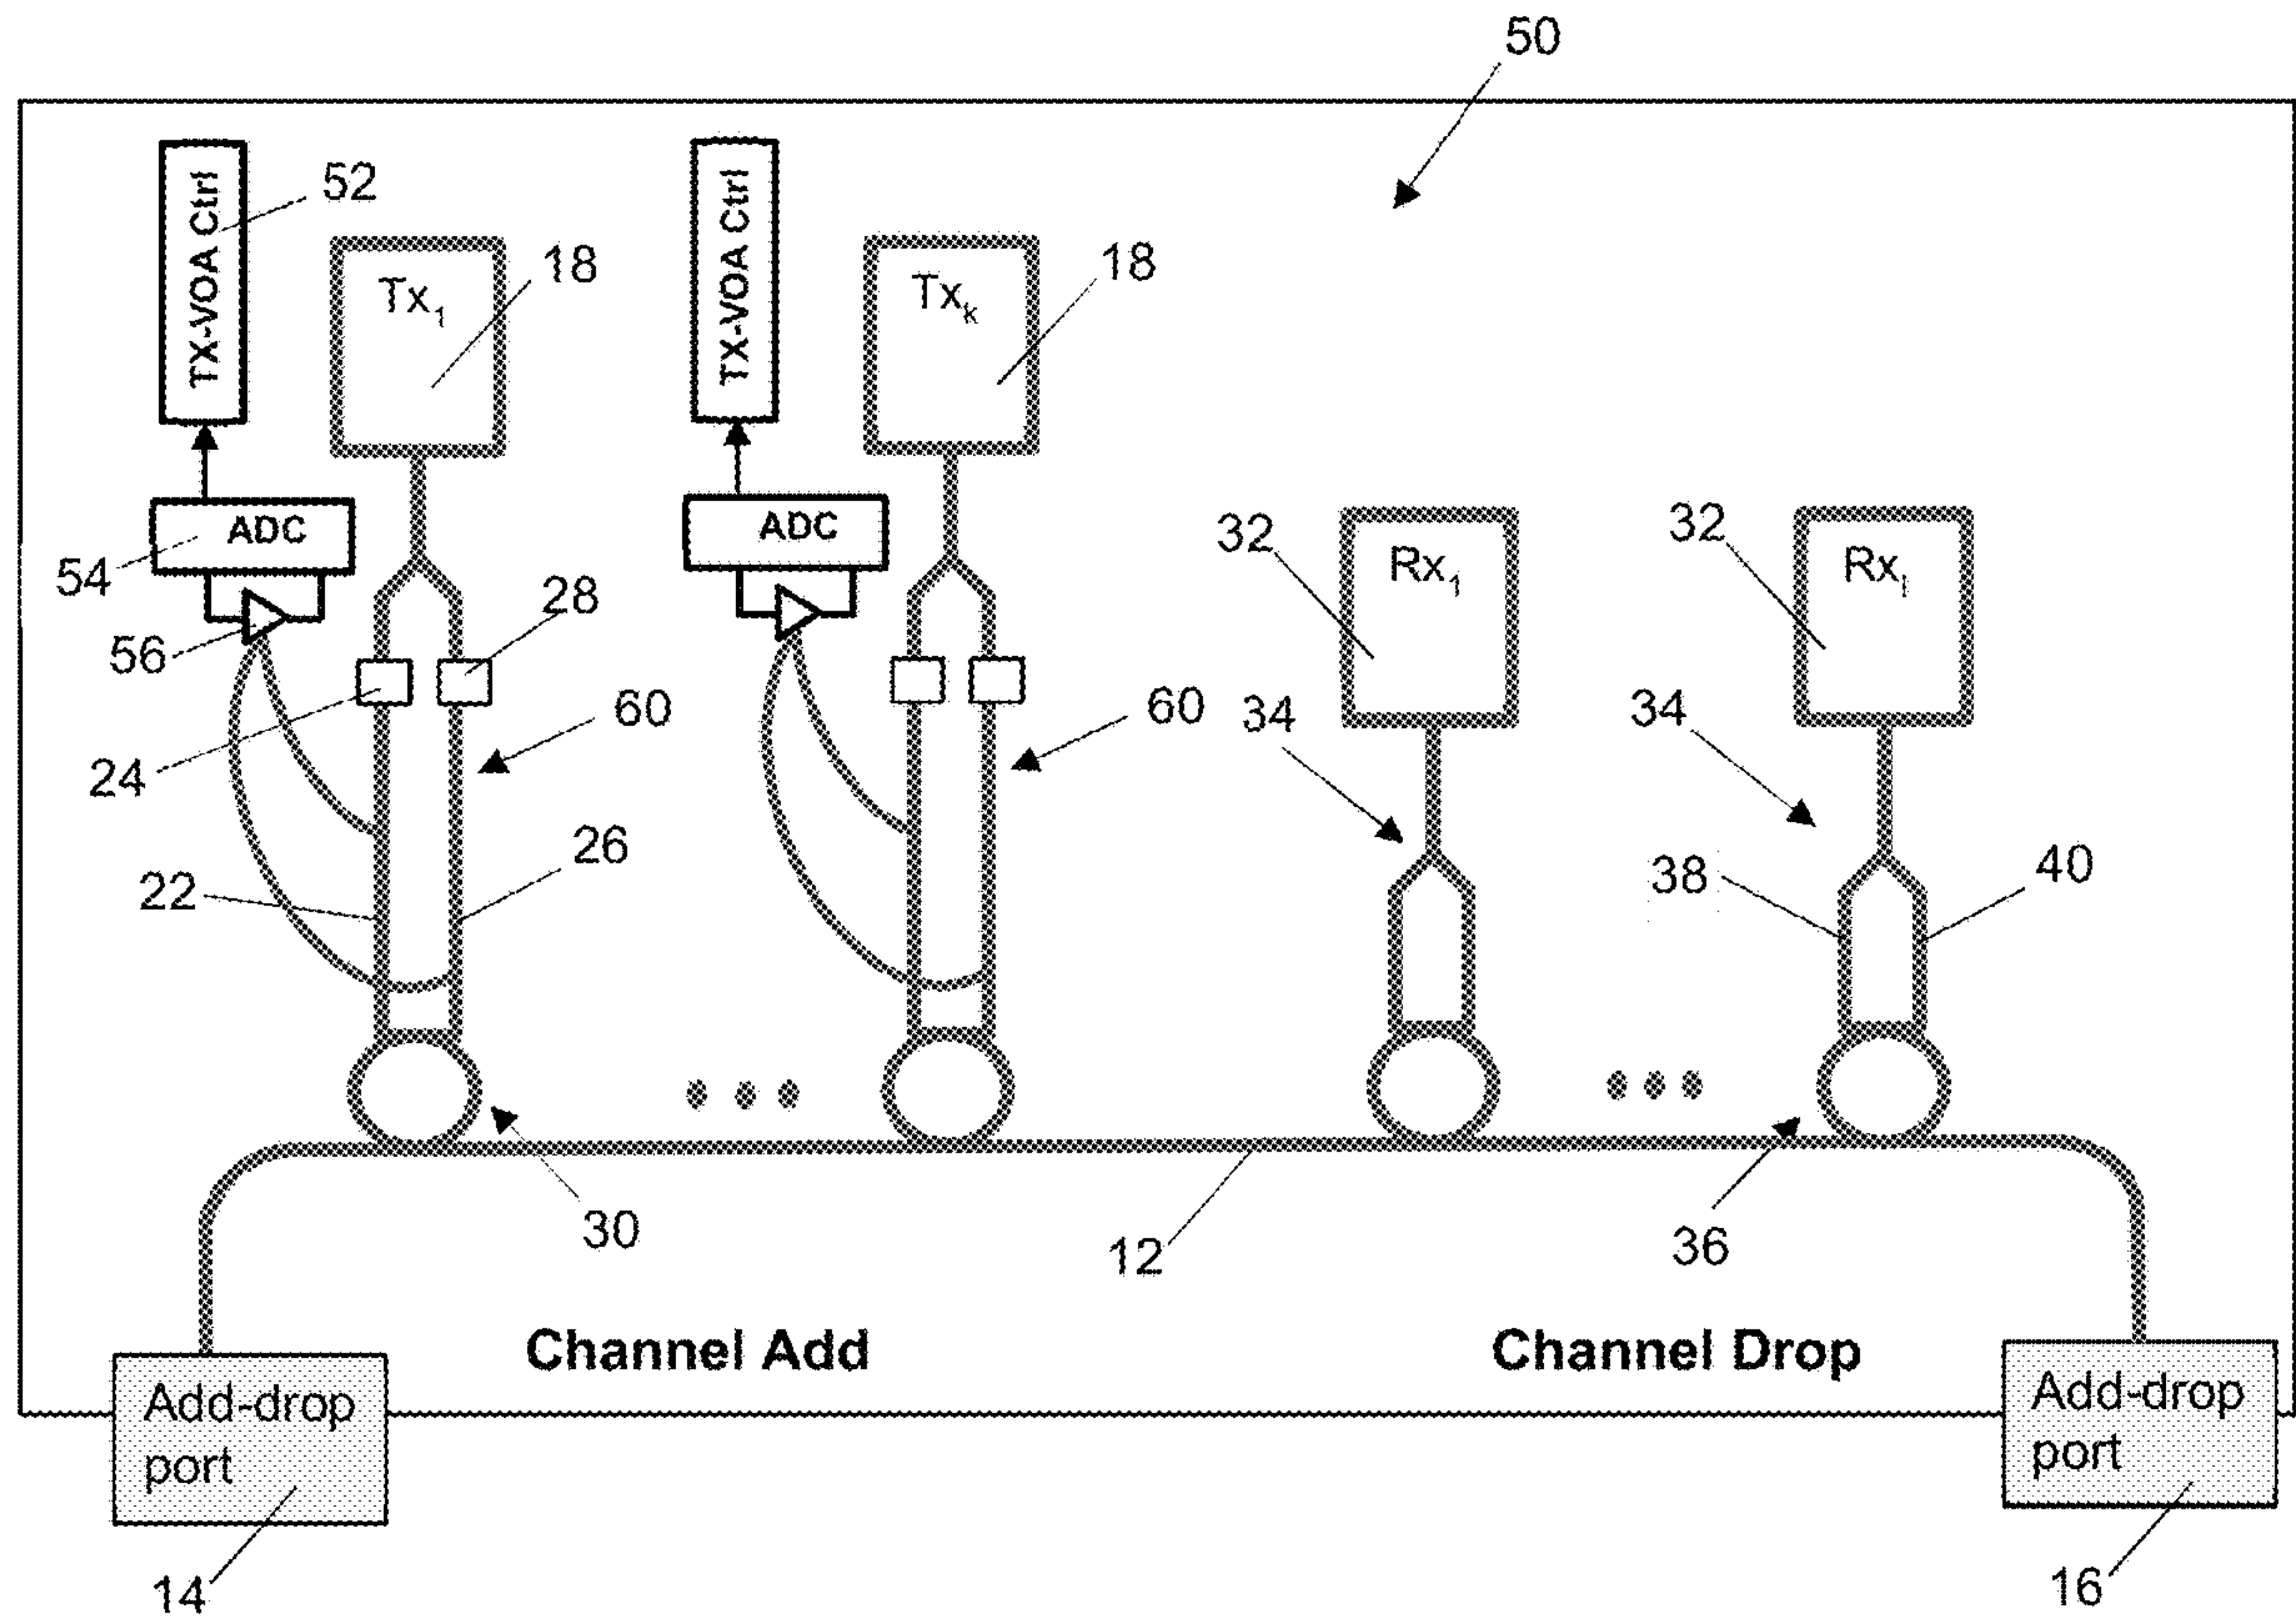 50
TX-VOA Ctrl
52
TX-VOA Ctrl
Tx1
18
Txk
18
ADC
ADC
54
28
32
Rx1
32
Rxl
56
60
60
34
34
24
22
26
38
40
30
12
36
Channel Add
Channel Drop
Add-drop
port
Add-drop
port
14
16